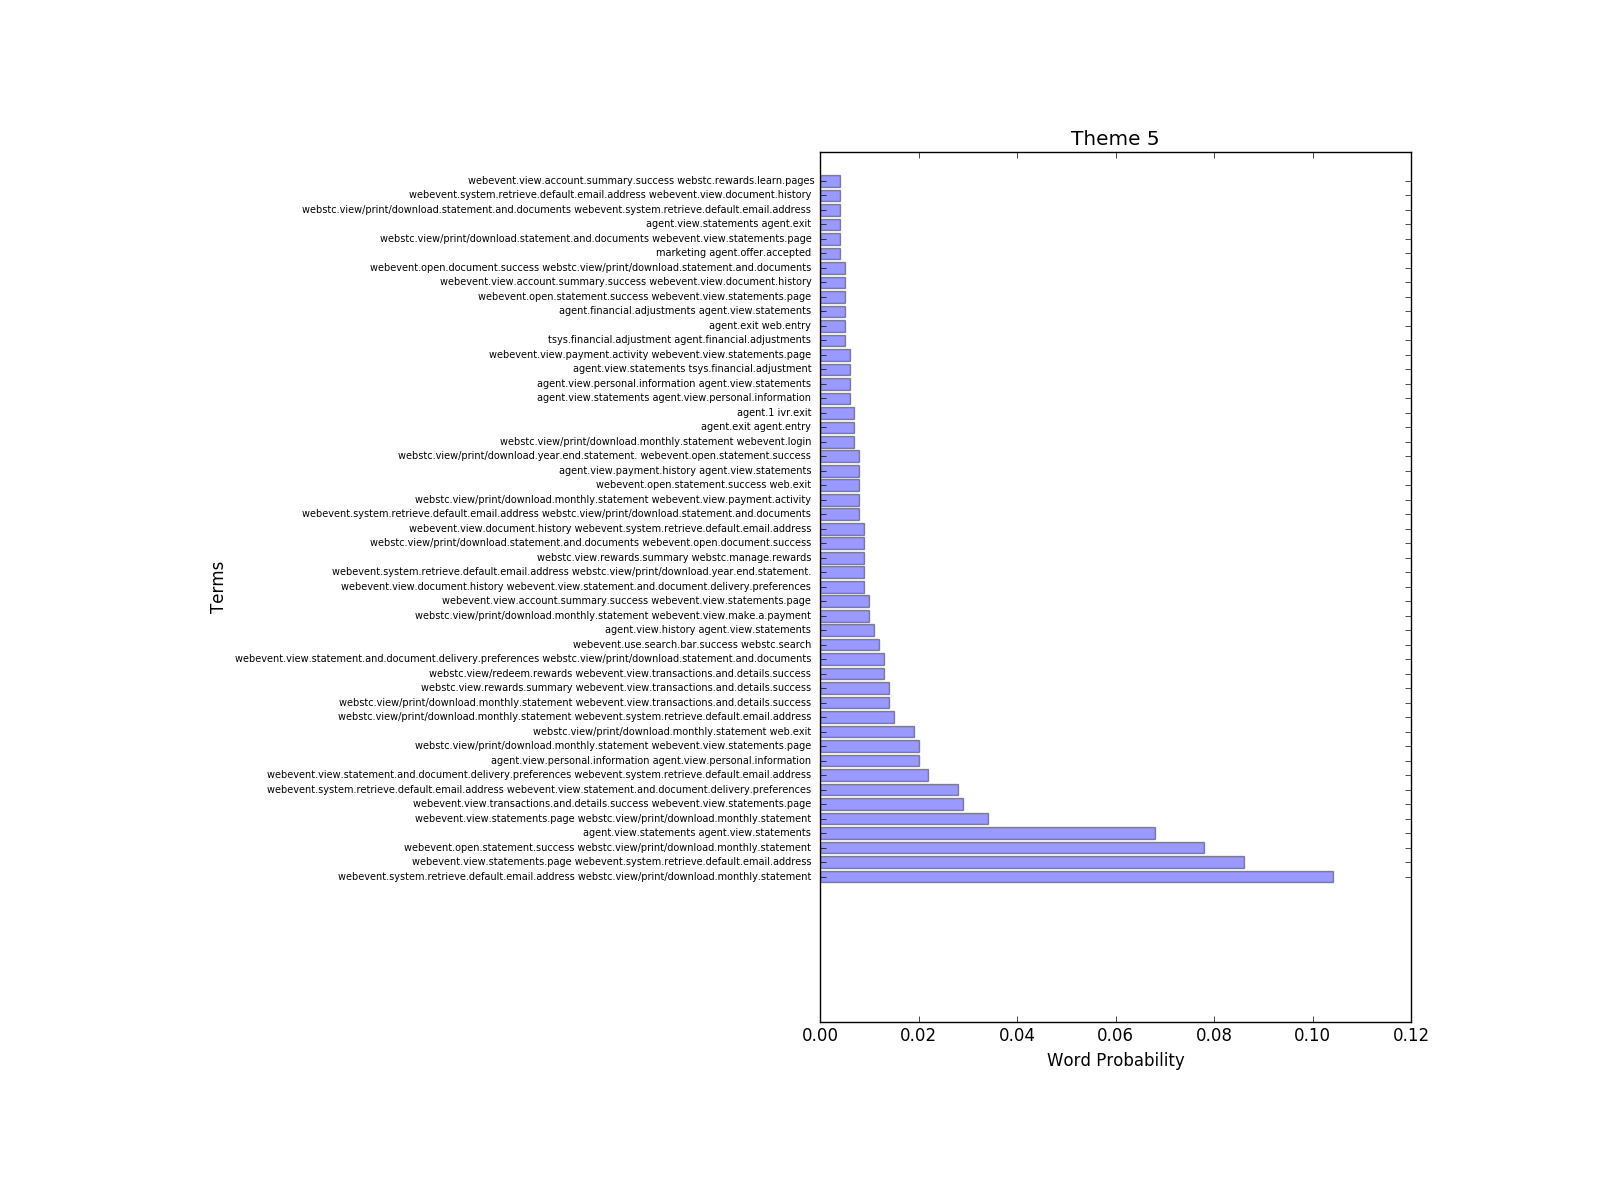 Theme 5
webevent.view.account.summary.success webstc.rewards.learn.pages
webevent.system.retrieve.default.email.address webevent.view.document.history
webstc.view/print/download.statement.and.documents webevent.system.retrieve.default.email.address
agent.view.statements agent.exit
webstc.view/print/download.statement.and.documents webevent.view.statements.page
marketing agent.offer.accepted
webevent.open.document.success webstc.view/print/download.statement.and.documents
webevent.view.account.summary.success webevent.view.document.history
webevent.open.statement.success webevent.view.statements.page
agent.financial.adjustments agent.view.statements
agent.exit web.entry
tsys.financial.adjustment agent.financial.adjustments
webevent.view.payment.activity webevent.view.statements.page
agent.view.statements tsys.financial.adjustment
agent.view.personal.information agent.view.statements
agent.view.statements agent.view.personal.information
agent.1 ivr.exit
agent.exit agent.entry
webstc.view/print/download.monthly.statement webevent.login
webstc.view/print/download.year.end.statement. webevent.open.statement.success
agent.view.payment.history agent.view.statements
webevent.open.statement.success web.exit
webstc.view/print/download.monthly.statement webevent.view.payment.activity
webevent.system.retrieve.default.email.address webstc.view/print/download.statement.and.documents
webevent.view.document.history webevent.system.retrieve.default.email.address
webstc.view/print/download.statement.and.documents webevent.open.document.success
webstc.view.rewards.summary webstc.manage.rewards
webevent.system.retrieve.default.email.address webstc.view/print/download.year.end.statement.
webevent.view.document.history webevent.view.statement.and.document.delivery.preferences
webevent.view.account.summary.success webevent.view.statements.page
webstc.view/print/download.monthly.statement webevent.view.make.a.payment
agent.view.history agent.view.statements
webevent.use.search.bar.success webstc.search
webevent.view.statement.and.document.delivery.preferences webstc.view/print/download.statement.and.documents
webstc.view/redeem.rewards webevent.view.transactions.and.details.success
webstc.view.rewards.summary webevent.view.transactions.and.details.success
webstc.view/print/download.monthly.statement webevent.view.transactions.and.details.success
webstc.view/print/download.monthly.statement webevent.system.retrieve.default.email.address
webstc.view/print/download.monthly.statement web.exit
webstc.view/print/download.monthly.statement webevent.view.statements.page
agent.view.personal.information agent.view.personal.information
webevent.view.statement.and.document.delivery.preferences webevent.system.retrieve.default.email.address
webevent.system.retrieve.default.email.address webevent.view.statement.and.document.delivery.preferences
webevent.view.transactions.and.details.success webevent.view.statements.page
webevent.view.statements.page webstc.view/print/download.monthly.statement
agent.view.statements agent.view.statements
webevent.open.statement.success webstc.view/print/download.monthly.statement
webevent.view.statements.page webevent.system.retrieve.default.email.address
webevent.system.retrieve.default.email.address webstc.view/print/download.monthly.statement
Terms
0.00 0.02 0.04 0.06 0.08 0.10 0.12
Word Probability